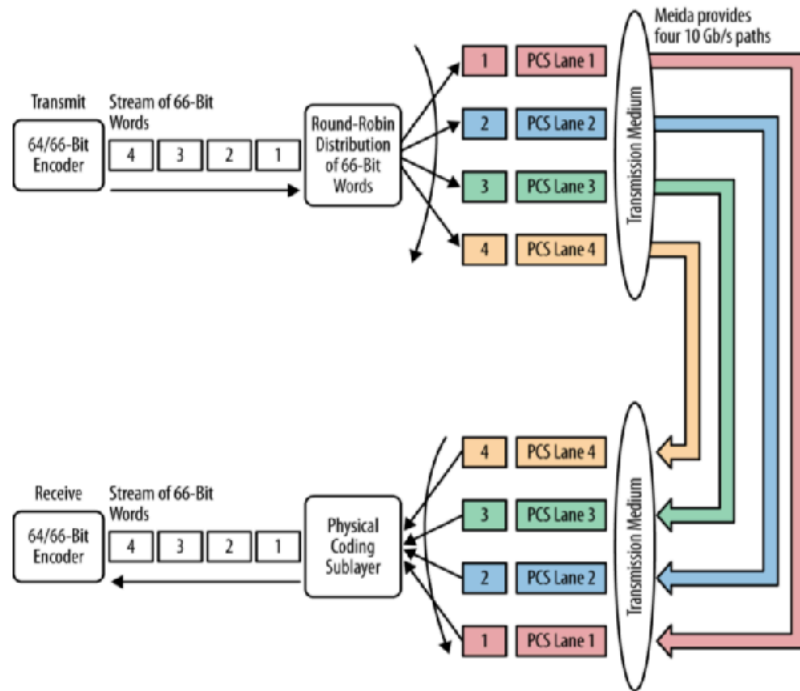 Meida provides
four 10 Gb/s paths
Transmit
64/66-Bit
Encoder
Stream of 66-Bit
Words
4 3 2 1
Round-Robin
Distribution
of 66-Bit
Words
1 PCS Lane 1
2 PCS Lane 2
3 PCS Lane 3
4 PCS Lane 4
Transmission Medium
Receive
64/66-Bit
Encoder
Stream of 66-Bit
Words
4 3 2 1
Physical
Coding
Sublayer
4 PCS Lane 4
3 PCS Lane 3
2 PCS Lane 2
1 PCS Lane 1
Transmission Medium